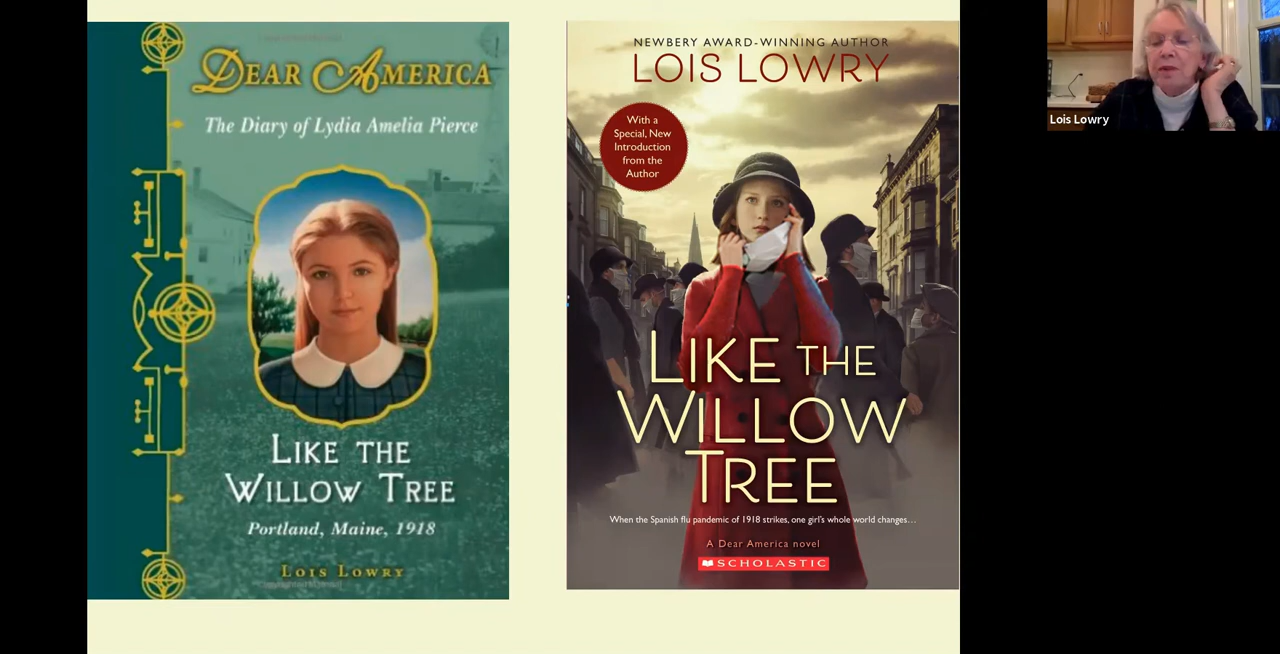 DEAR AMERICA
The Diary of Lydia Amelia Pierce
LIKE THE
WILLOW TREE
Portland, Maine, 1918
LOIS LOWRY
NEWBERY AWARD-WINNING AUTHOR
LOIS LOWRY
With a
Special, New
Introduction
from the
Author
LIKE THE
WILLOW
TREE
When the Spanish flu pandemic of 1918 strikes, one girl's whole world changes...
A Dear America novel
SCHOLASTIC
Lois Lowry